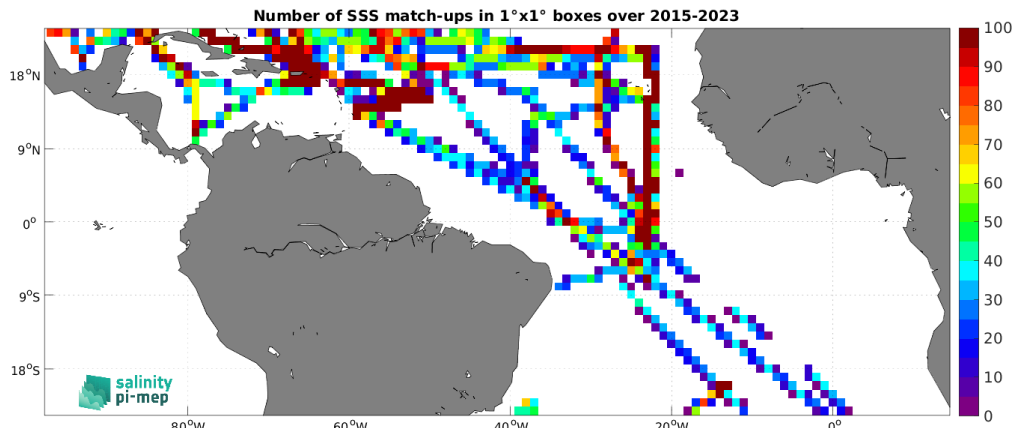 Number of SSS match-ups in 1°x1° boxes over 2015-2023
100
90
80
70
60
50
40
30
20
10
0
18°N
9°N
0°
9°S
18°S
80°W
60°W
40°W
20°W
0°
salinity
pi-mep